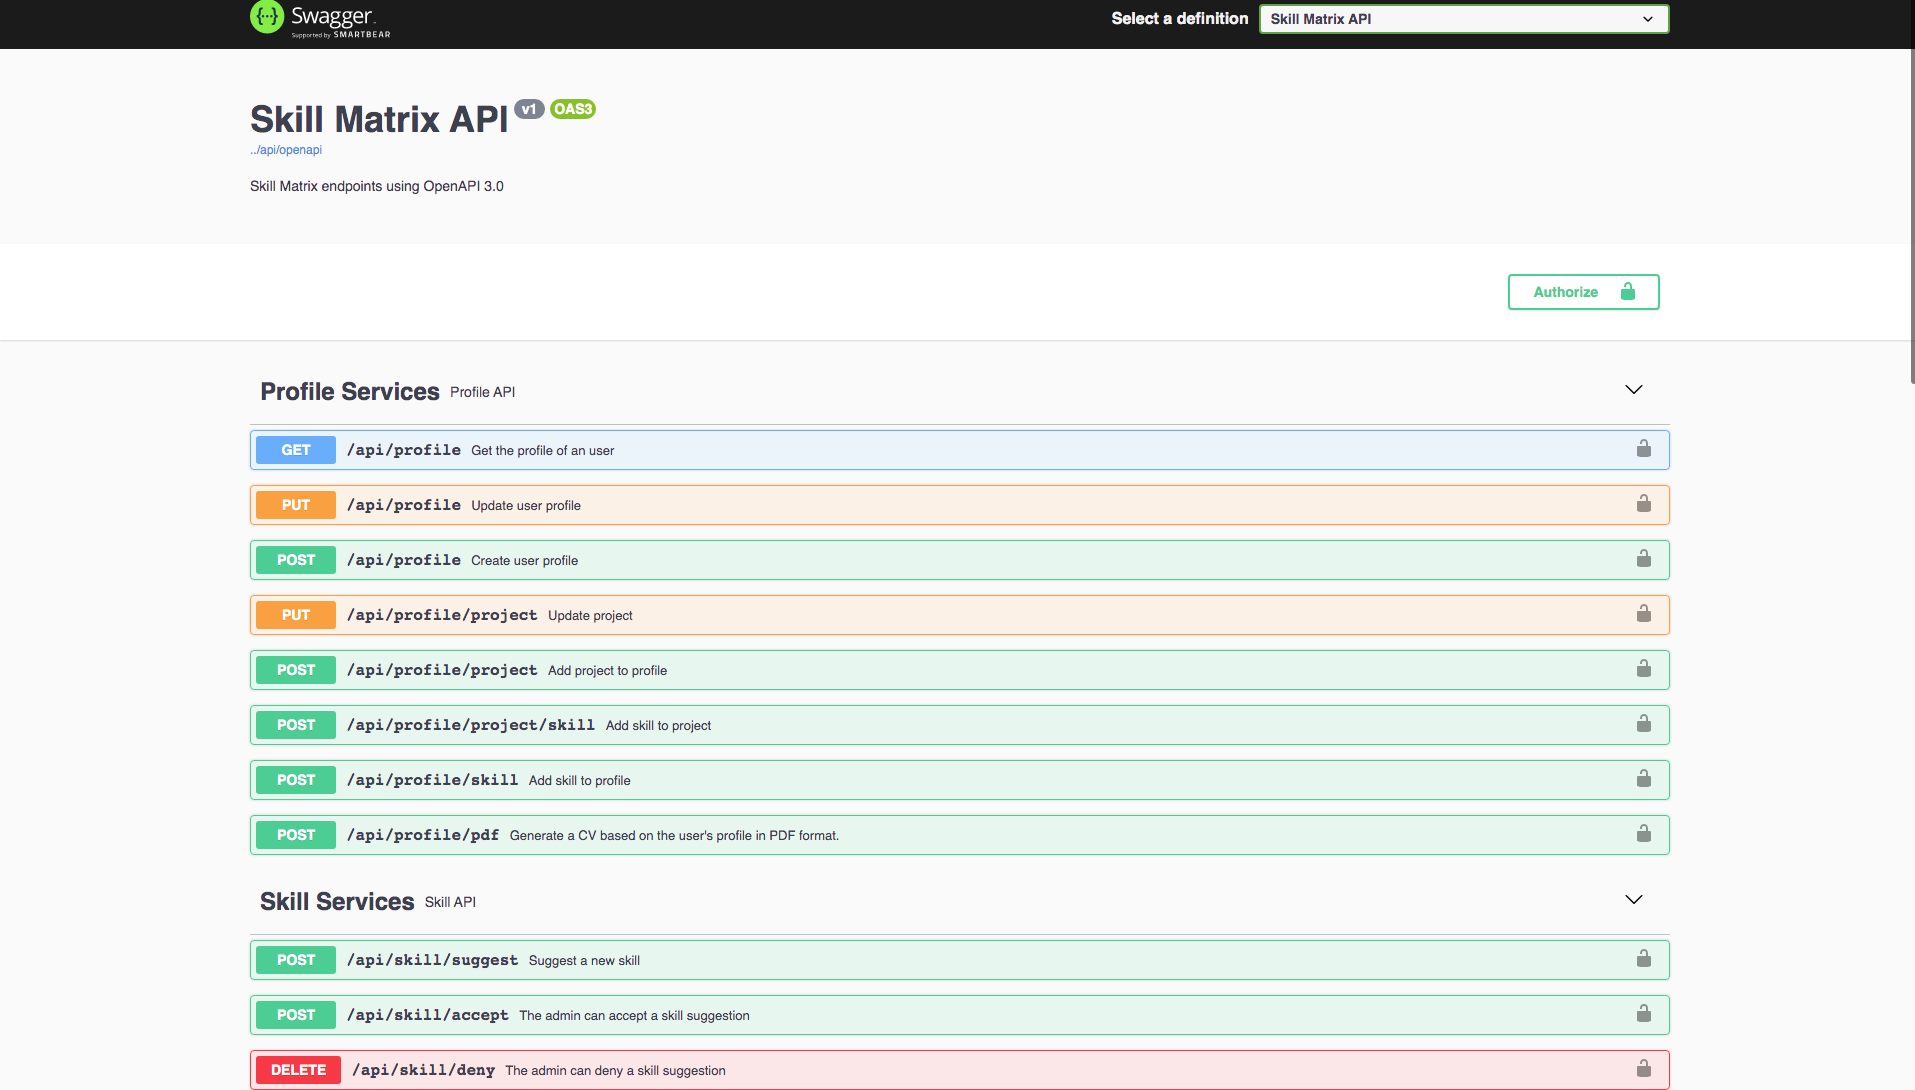 {···} Swagger. Select a definition Skill Matrix API
Supported by SMARTBEAR
Skill Matrix API v1 OAS3
../api/openapi
Skill Matrix endpoints using OpenAPI 3.0
Authorize
Profile Services Profile API
GET /api/profile Get the profile of an user
PUT /api/profile Update user profile
POST /api/profile Create user profile
PUT /api/profile/project Update project
POST /api/profile/project Add project to profile
POST /api/profile/project/skill Add skill to project
POST /api/profile/skill Add skill to profile
POST /api/profile/pdf Generate a CV based on the user's profile in PDF format.
Skill Services Skill API
POST /api/skill/suggest Suggest a new skill
POST /api/skill/accept The admin can accept a skill suggestion
DELETE /api/skill/deny The admin can deny a skill suggestion